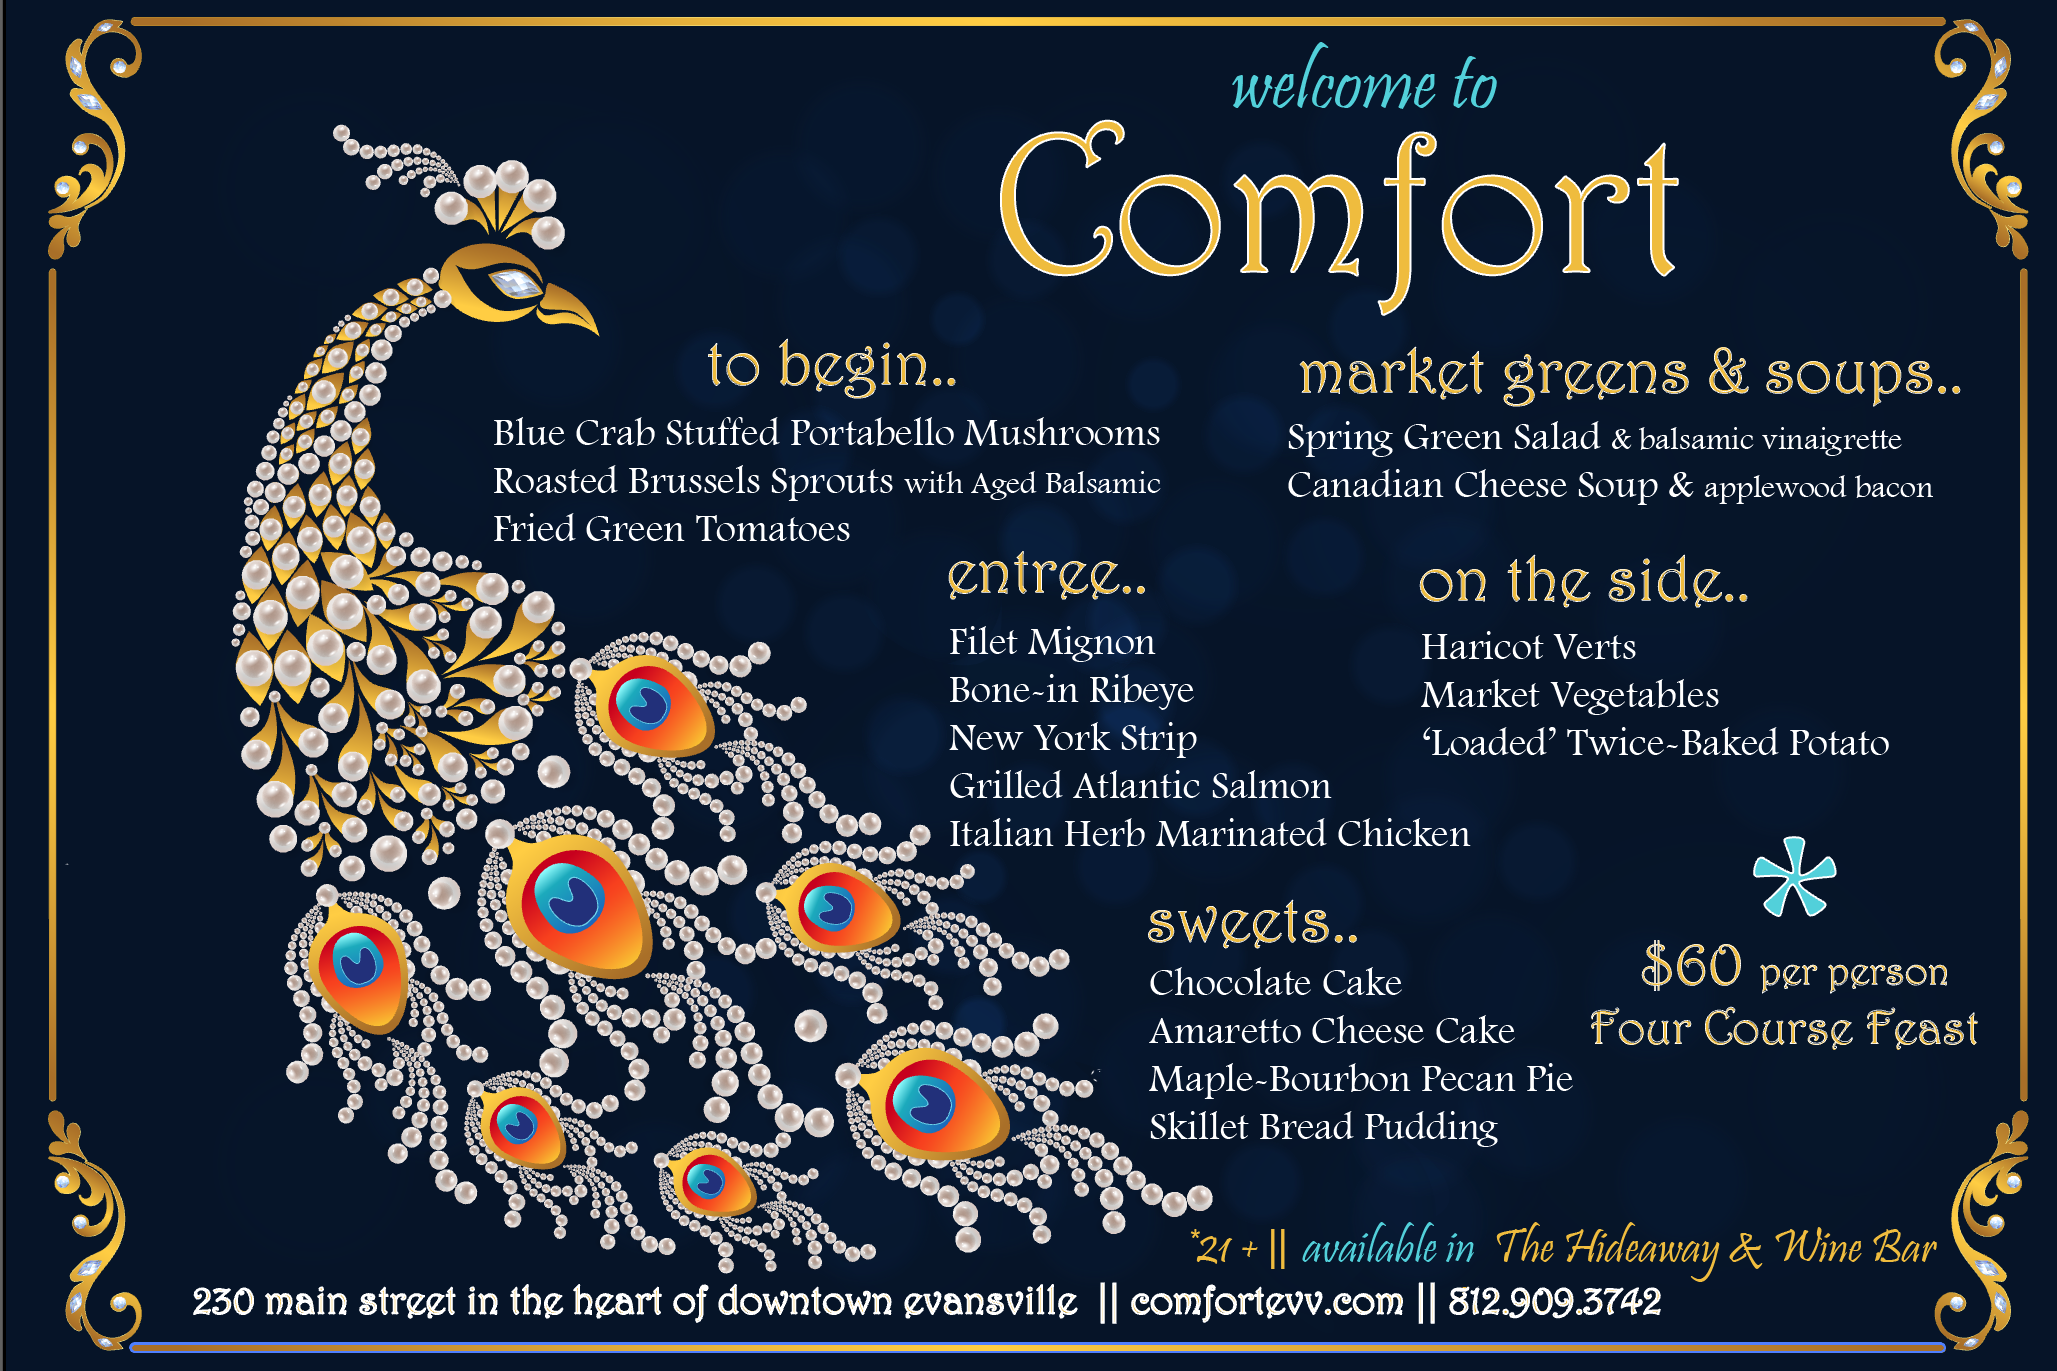 welcome to
Comfort
to begin..
Blue Crab Stuffed Portabello Mushrooms
Roasted Brussels Sprouts with Aged Balsamic
Fried Green Tomatoes
market greens & soups..
Spring Green Salad & balsamic vinaigrette
Canadian Cheese Soup & applewood bacon
entree..
Filet Mignon
Bone-in Ribeye
New York Strip
Grilled Atlantic Salmon
Italian Herb Marinated Chicken
on the side..
Haricot Verts
Market Vegetables
‘Loaded’ Twice-Baked Potato
sweets..
Chocolate Cake
Amaretto Cheese Cake
Maple-Bourbon Pecan Pie
Skillet Bread Pudding
*
$60 per person
Four Course Feast
*21 + || available in The Hideaway & Wine Bar
230 main street in the heart of downtown evansville || comfortevv.com || 812.909.3742